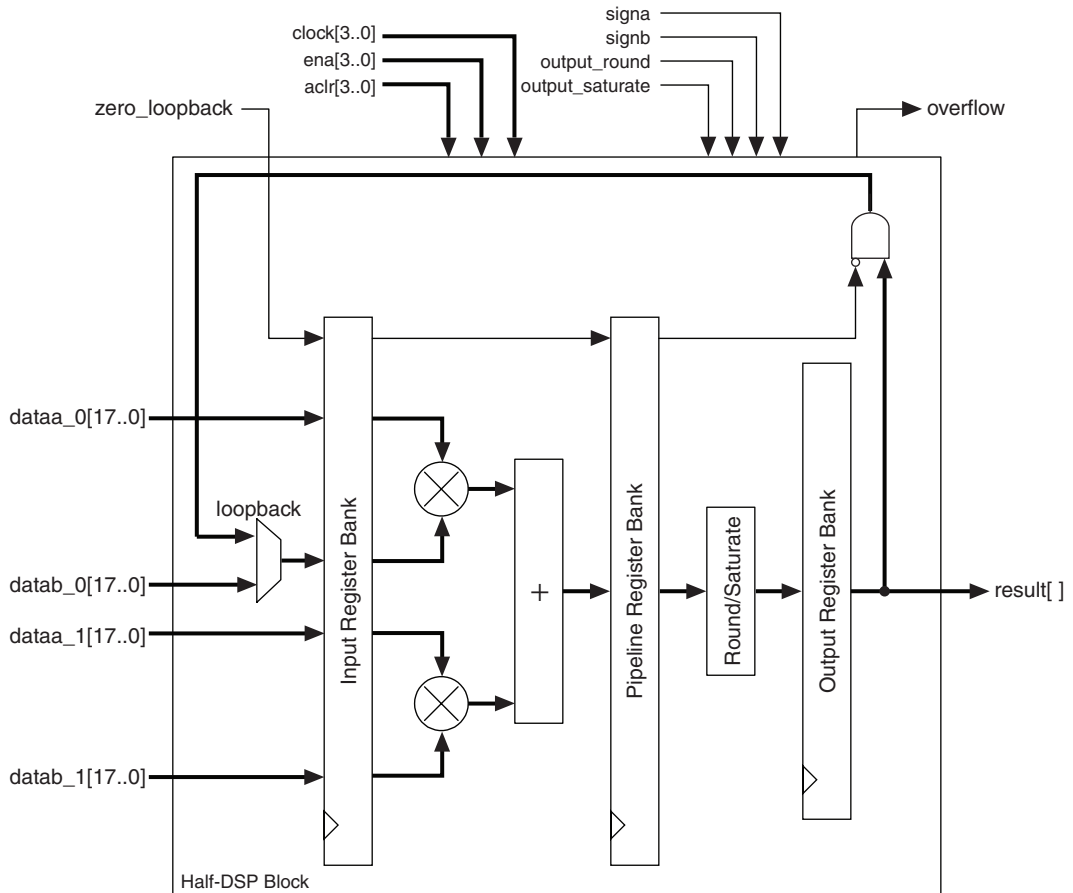 signa
signb
output_round
output_saturate
clock[3..0]
ena[3..0]
aclr[3..0]
zero_loopback
overflow
dataa_0[17..0]
loopback
datab_0[17..0]
dataa_1[17..0]
datab_1[17..0]
Input Register Bank
+
Pipeline Register Bank
Round/Saturate
Output Register Bank
result[ ]
Half-DSP Block